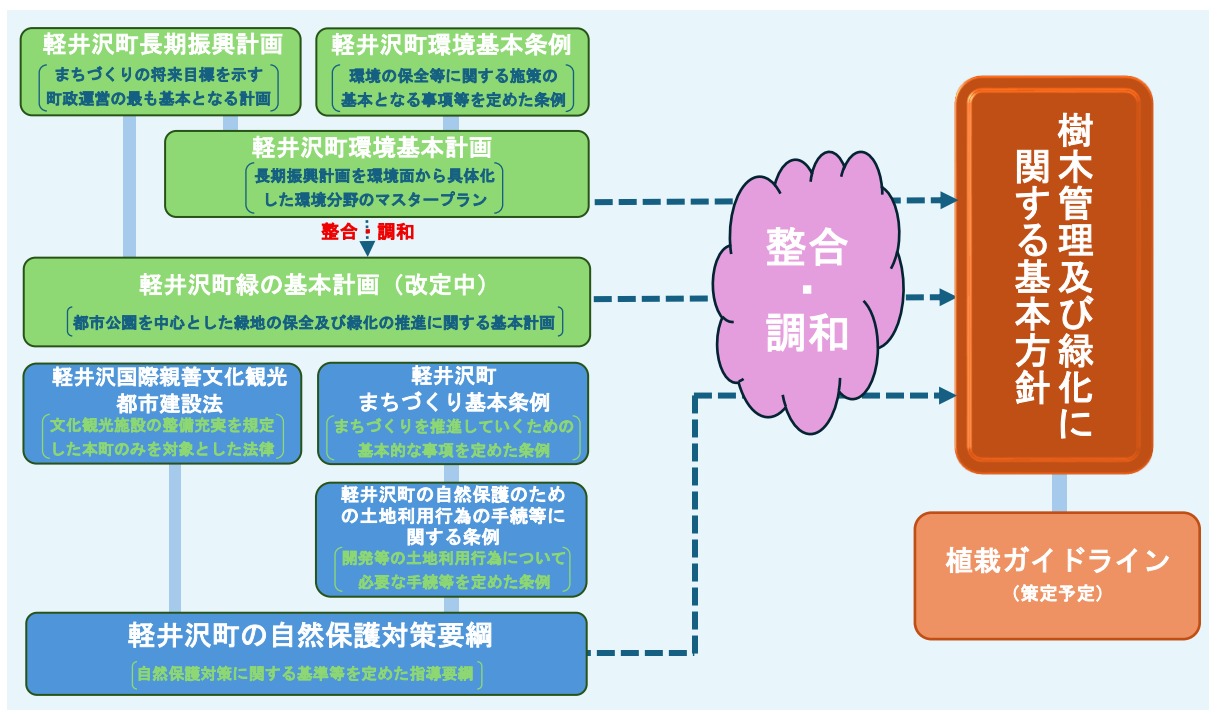 軽井沢町長期振興計画
まちづくりの将来目標を示す
町政運営の最も基本となる計画
軽井沢町環境基本条例
環境の保全等に関する施策の
基本となる事項等を定めた条例
軽井沢町環境基本計画
長期振興計画を環境面から具体化
した環境分野のマスタープラン
整合・調和
軽井沢町緑の基本計画（改定中）
都市公園を中心とした緑地の保全及び緑化の推進に関する基本計画
軽井沢国際親善文化観光
都市建設法
文化観光施設の整備充実を規定
した本町のみを対象とした法律
軽井沢町
まちづくり基本条例
まちづくりを推進していくための
基本的な事項を定めた条例
軽井沢町の自然保護のため
の土地利用行為の手続等に
関する条例
開発等の土地利用行為について
必要な手続等を定めた条例
軽井沢町の自然保護対策要綱
自然保護対策に関する基準等を定めた指導要綱
整合
・
調和
樹木管理及び緑化に
関する基本方針
植栽ガイドライン
（策定予定）